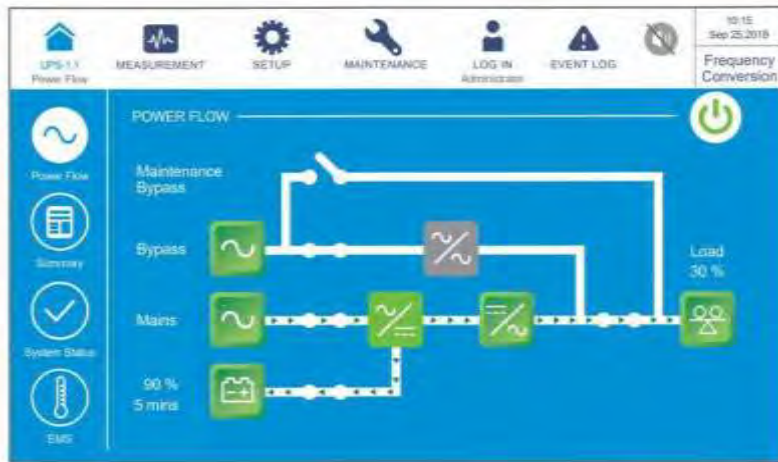 UPS-1.1
Power Flow
MEASUREMENT
SETUP
MAINTENANCE
LOG IN
Administrator
EVENT LOG
10:15
Sep 25,2018
Frequency
Conversion
POWER FLOW
Power Flow
Summary
System Status
EMS
Maintenance
Bypass
Bypass
Mains
90 %
5 mins
Load
30 %